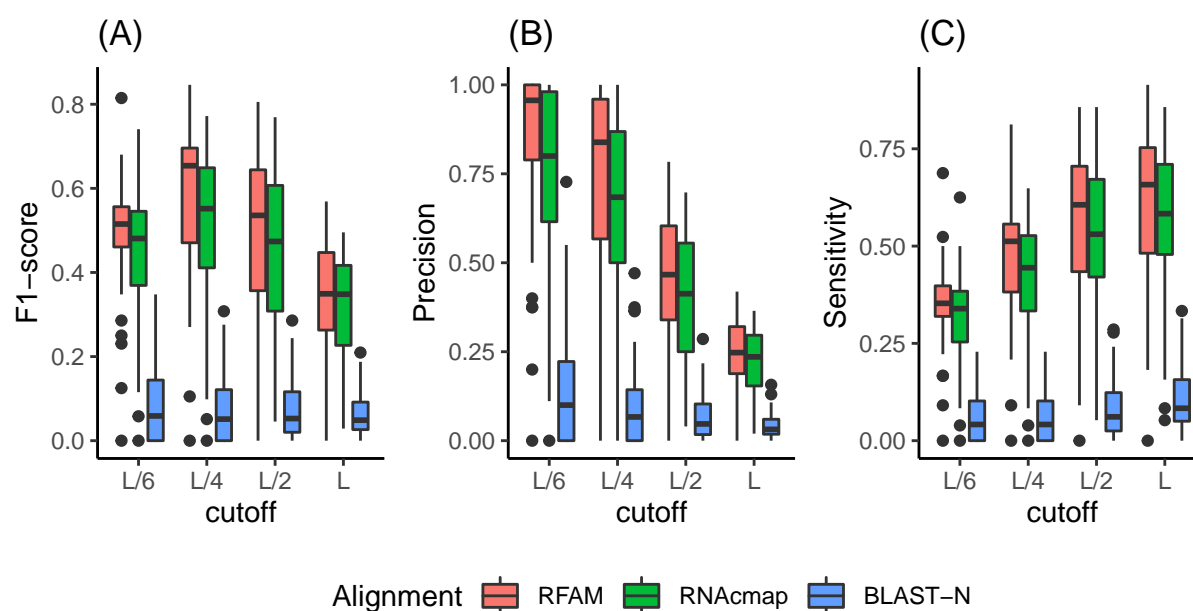 (A)
F1−score
0.8
0.6
0.4
0.2
0.0
L/6 L/4 L/2 L
cutoff
(B)
Precision
1.00
0.75
0.50
0.25
0.00
L/6 L/4 L/2 L
cutoff
(C)
Sensitivity
0.75
0.50
0.25
0.00
L/6 L/4 L/2 L
cutoff
Alignment RFAM RNAcmap BLAST−N